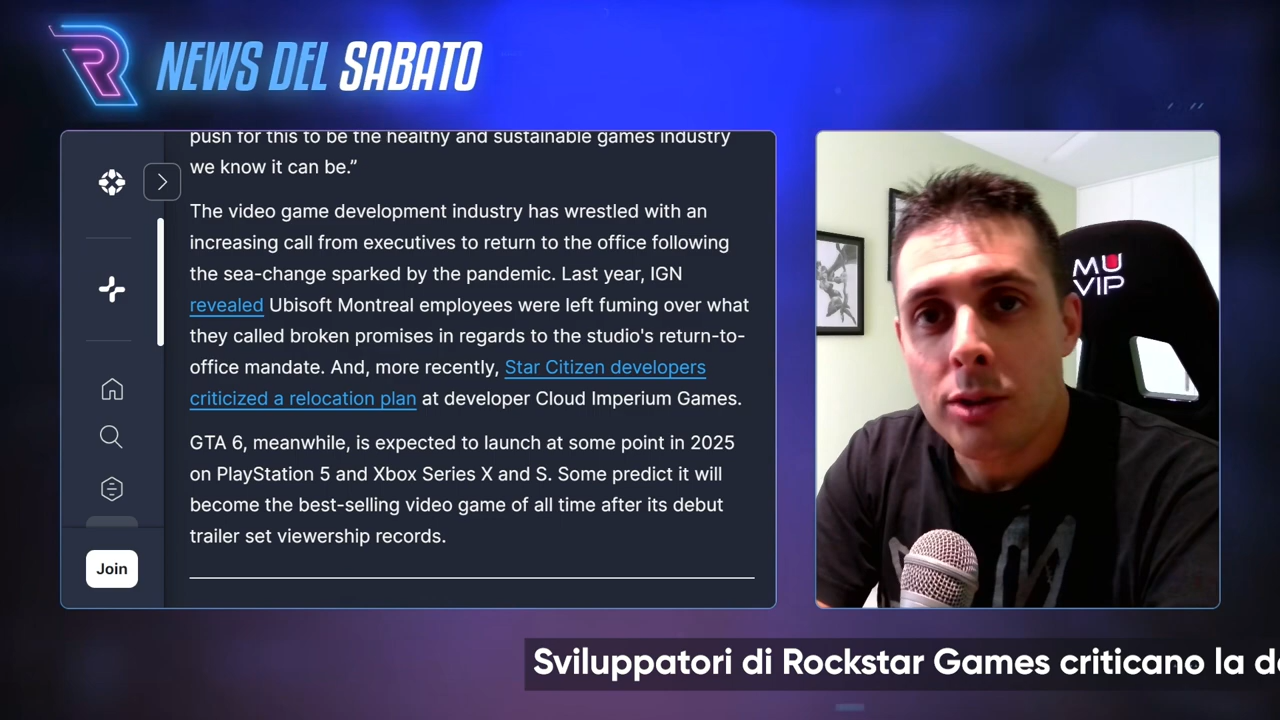 NEWS DEL SABATO
push for this to be the healthy and sustainable games industry
we know it can be.”
The video game development industry has wrestled with an
increasing call from executives to return to the office following
the sea-change sparked by the pandemic. Last year, IGN
revealed Ubisoft Montreal employees were left fuming over what
they called broken promises in regards to the studio's return-to-
office mandate. And, more recently, Star Citizen developers
criticized a relocation plan at developer Cloud Imperium Games.
GTA 6, meanwhile, is expected to launch at some point in 2025
on PlayStation 5 and Xbox Series X and S. Some predict it will
become the best-selling video game of all time after its debut
trailer set viewership records.
Join
MU
VIP
Sviluppatori di Rockstar Games criticano la